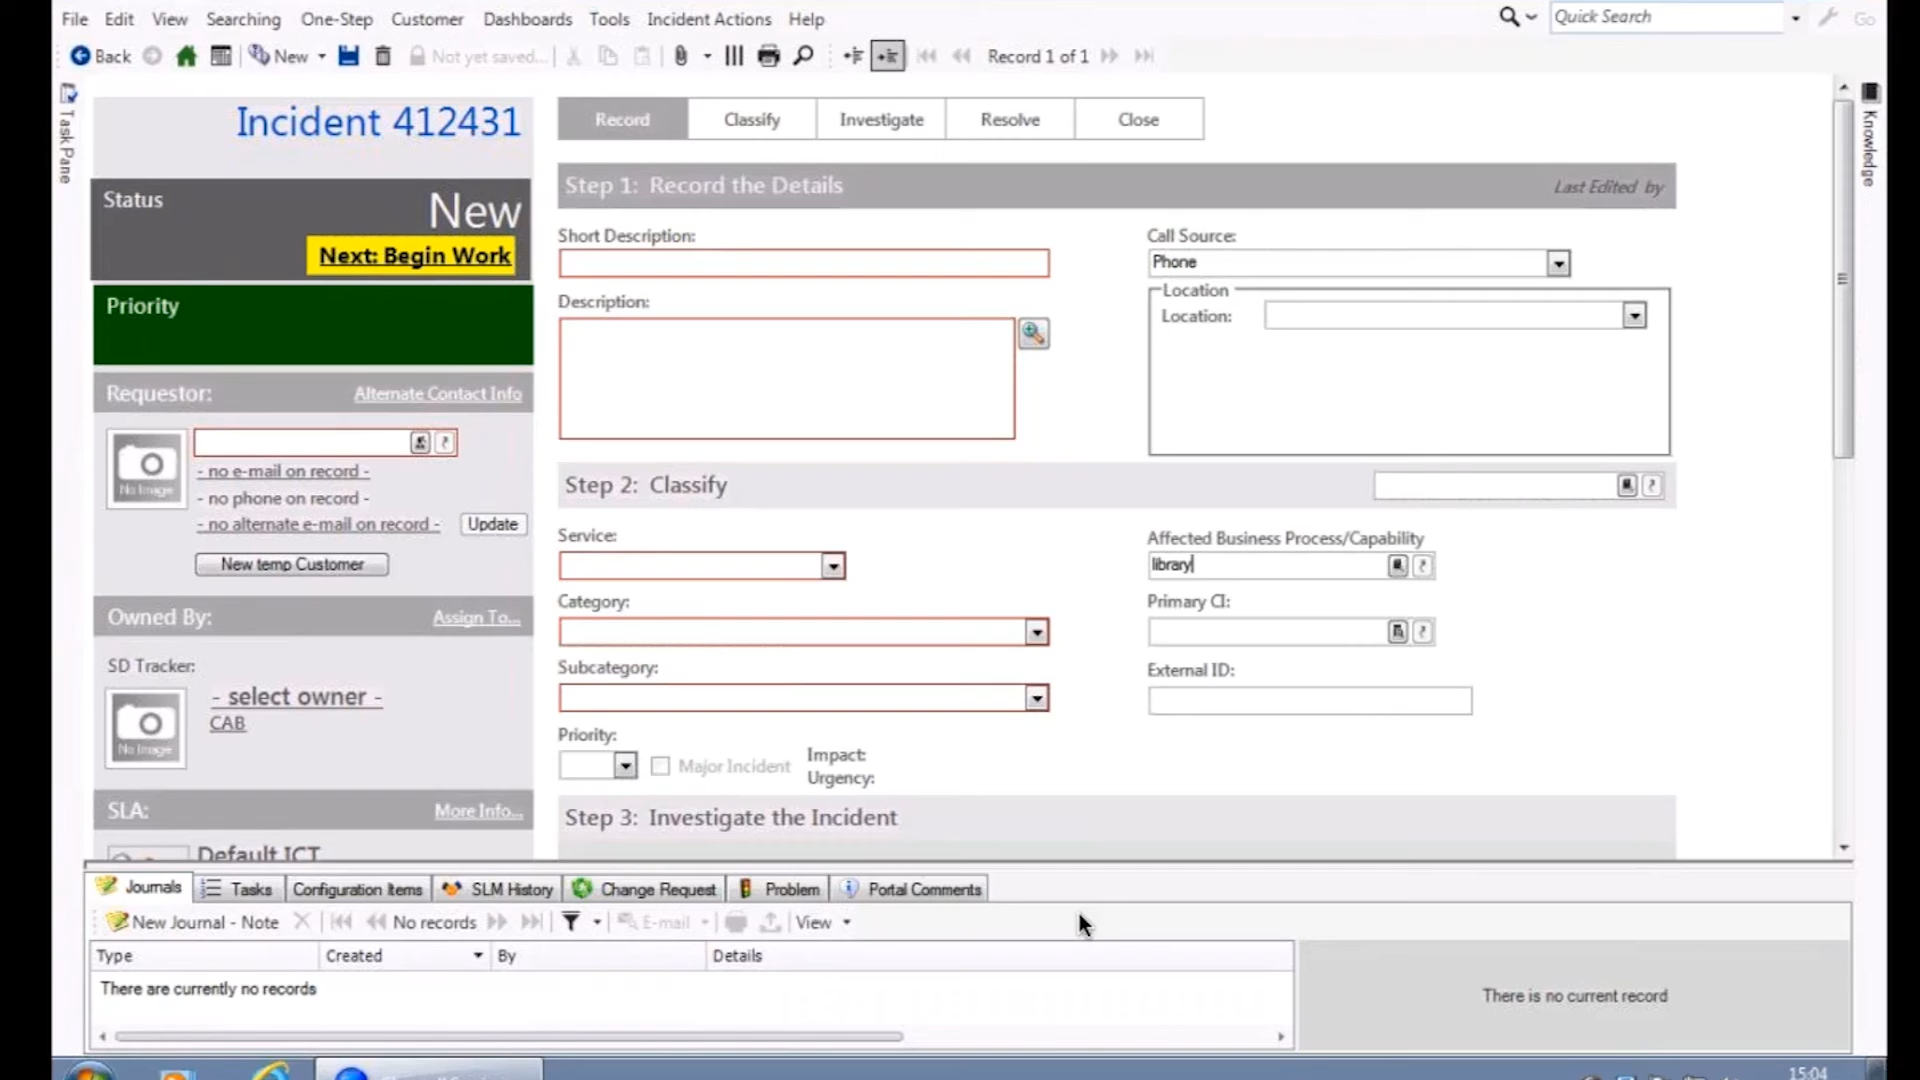 File Edit View Searching One-Step Customer Dashboards Tools Incident Actions Help
Quick Search
Go
Back
New
Not yet saved...
Record 1 of 1
Task Pane
Knowledge
Incident 412431
Status
New
Next: Begin Work
Priority
Requestor:
Alternate Contact Info
No Image
- no e-mail on record -
- no phone on record -
- no alternate e-mail on record -
Update
New temp Customer
Owned By:
Assign To...
SD Tracker:
No Image
- select owner -
CAB
SLA:
More Info...
Default ICT
Record Classify Investigate Resolve Close
Step 1: Record the Details
Last Edited by
Short Description:
Call Source:
Phone
Description:
Location
Location:
Step 2: Classify
Service:
Affected Business Process/Capability
library
Category:
Primary CI:
Subcategory:
External ID:
Priority:
Major Incident
Impact:
Urgency:
Step 3: Investigate the Incident
Journals Tasks Configuration Items SLM History Change Request Problem Portal Comments
New Journal - Note
No records
E-mail
View
Type Created By Details
There are currently no records
There is no current record
15:04